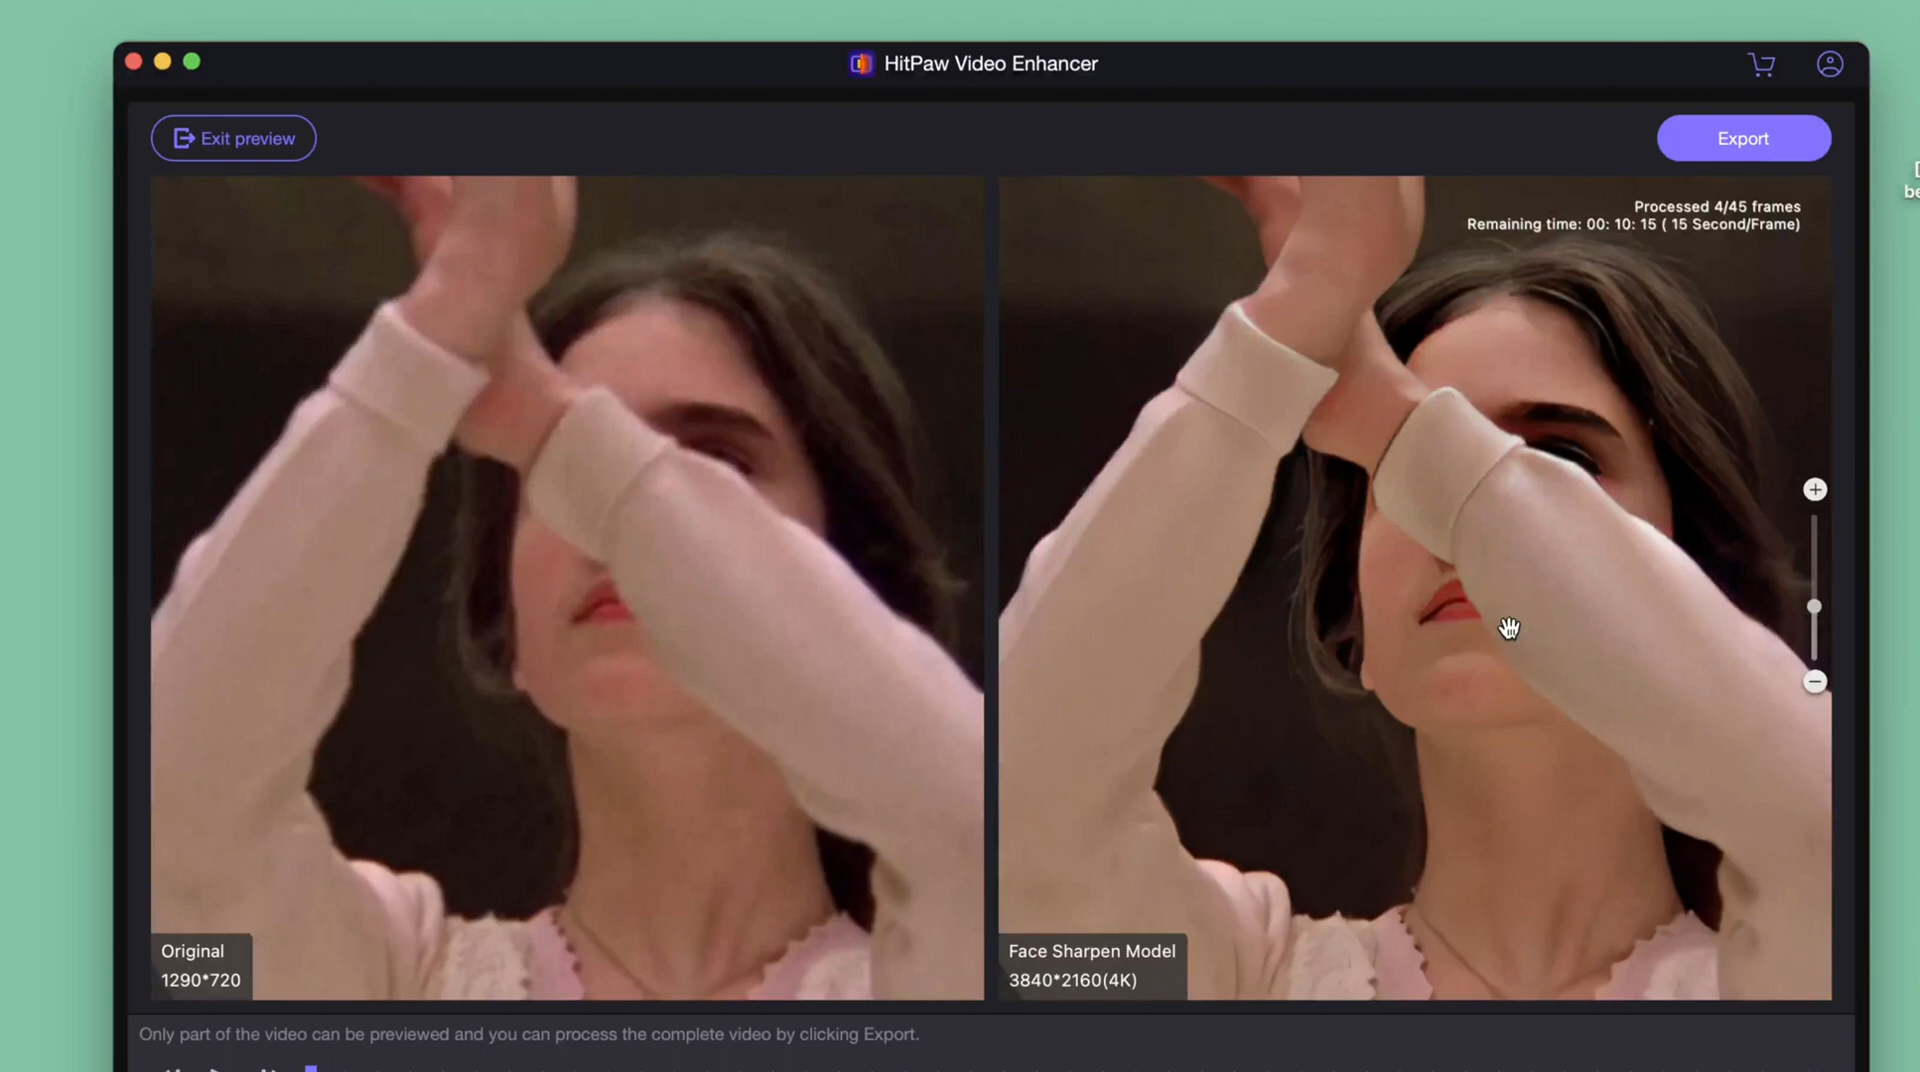 HitPaw Video Enhancer
Exit preview
Export
Processed 4/45 frames
Remaining time: 00: 10: 15 ( 15 Second/Frame)
Original
1290*720
Face Sharpen Model
3840*2160(4K)
Only part of the video can be previewed and you can process the complete video by clicking Export.